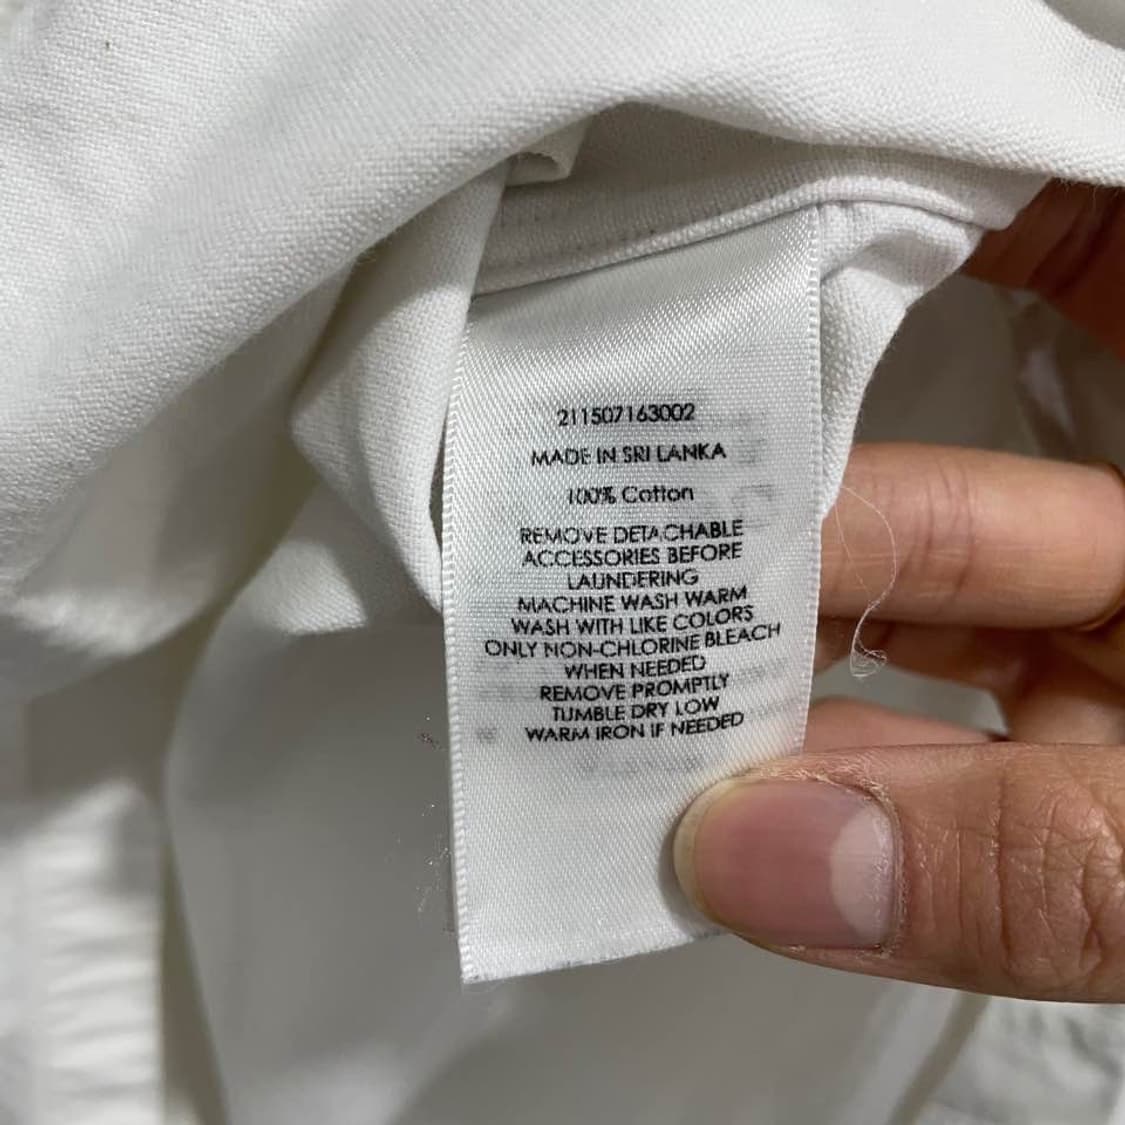 211507163002
MADE IN SRI LANKA
100% Cotton
REMOVE DETACHABLE
ACCESSORIES BEFORE
LAUNDERING
MACHINE WASH WARM
WASH WITH LIKE COLORS
ONLY NON-CHLORINE BLEACH
WHEN NEEDED
REMOVE PROMPTLY
TUMBLE DRY LOW
WARM IRON IF NEEDED